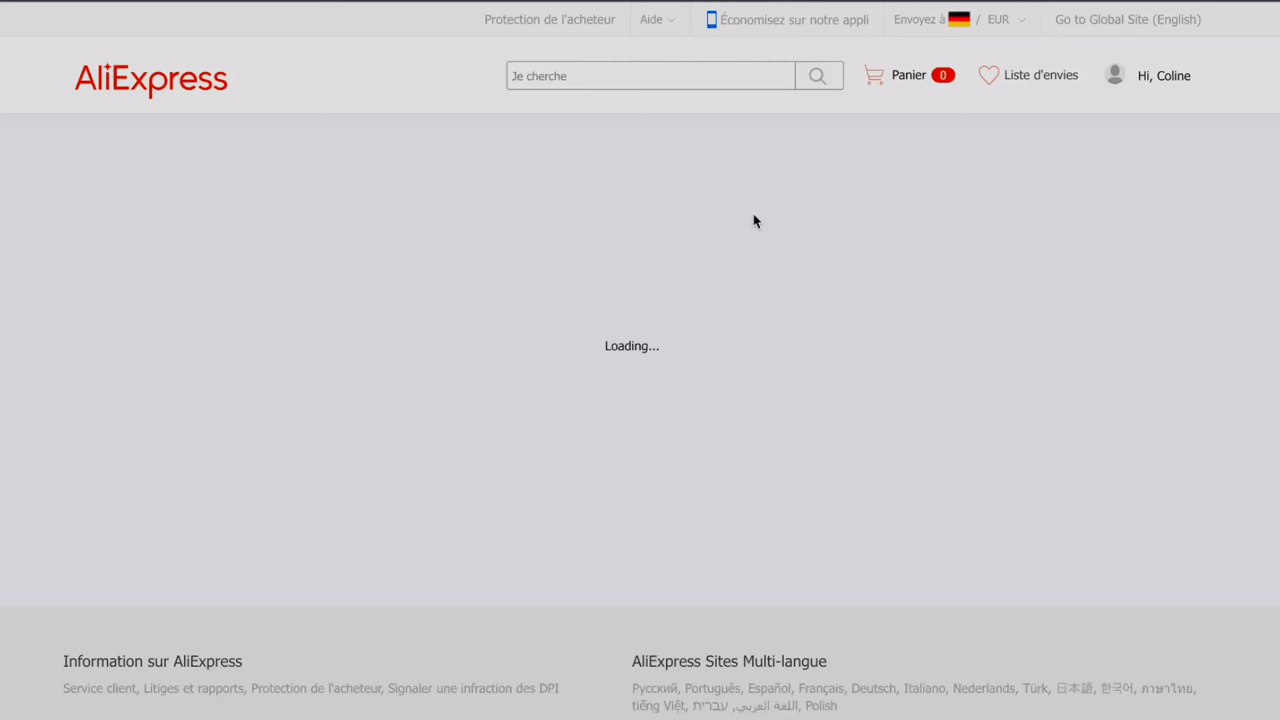 Protection de l'acheteur Aide Économisez sur notre appli Envoyez à / EUR Go to Global Site (English)
AliExpress Je cherche Panier 0 Liste d'envies Hi, Coline
Loading...
Information sur AliExpress
Service client, Litiges et rapports, Protection de l'acheteur, Signaler une infraction des DPI
AliExpress Sites Multi-langue
Русский, Português, Español, Français, Deutsch, Italiano, Nederlands, Türk, 日本語, 한국어, ภาษาไทย,
tiếng Việt, اللغة العربي, עברית, Polish